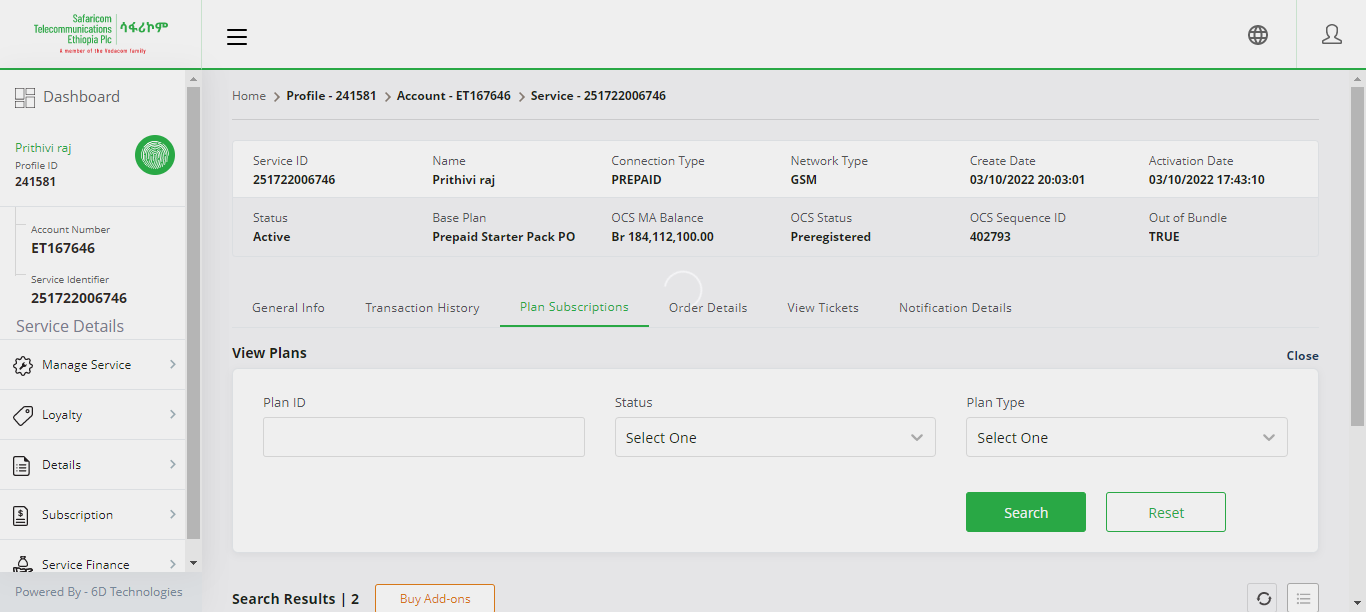 Safaricom
Telecommunications
Ethiopia Plc
ሳፋሪኮም
A member of the Vodacom family
Home > Profile - 241581 > Account - ET167646 > Service - 251722006746
Dashboard
Prithivi raj
Profile ID
241581
Account Number
ET167646
Service Identifier
251722006746
Service Details
Manage Service
Loyalty
Details
Subscription
Service Finance
Powered By - 6D Technologies
Service ID Name Connection Type Network Type Create Date Activation Date
251722006746 Prithivi raj PREPAID GSM 03/10/2022 20:03:01 03/10/2022 17:43:10
Status Base Plan OCS MA Balance OCS Status OCS Sequence ID Out of Bundle
Active Prepaid Starter Pack PO Br 184,112,100.00 Preregistered 402793 TRUE
General Info Transaction History Plan Subscriptions Order Details View Tickets Notification Details
View Plans Close
Plan ID Status Plan Type
Select One Select One
Search Reset
Search Results | 2 Buy Add-ons